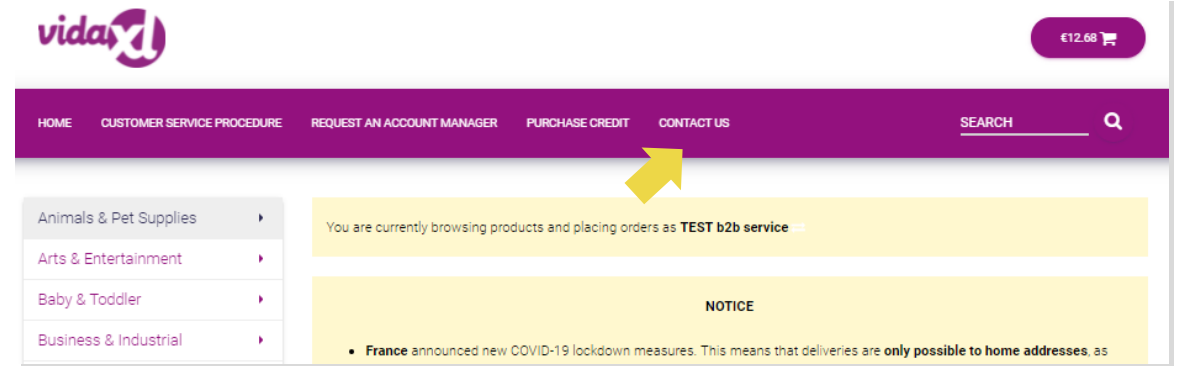 vidaXL
€12.68
HOME CUSTOMER SERVICE PROCEDURE REQUEST AN ACCOUNT MANAGER PURCHASE CREDIT CONTACT US SEARCH
Animals & Pet Supplies
Arts & Entertainment
Baby & Toddler
Business & Industrial
You are currently browsing products and placing orders as TEST b2b service
NOTICE
• France announced new COVID-19 lockdown measures. This means that deliveries are only possible to home addresses, as